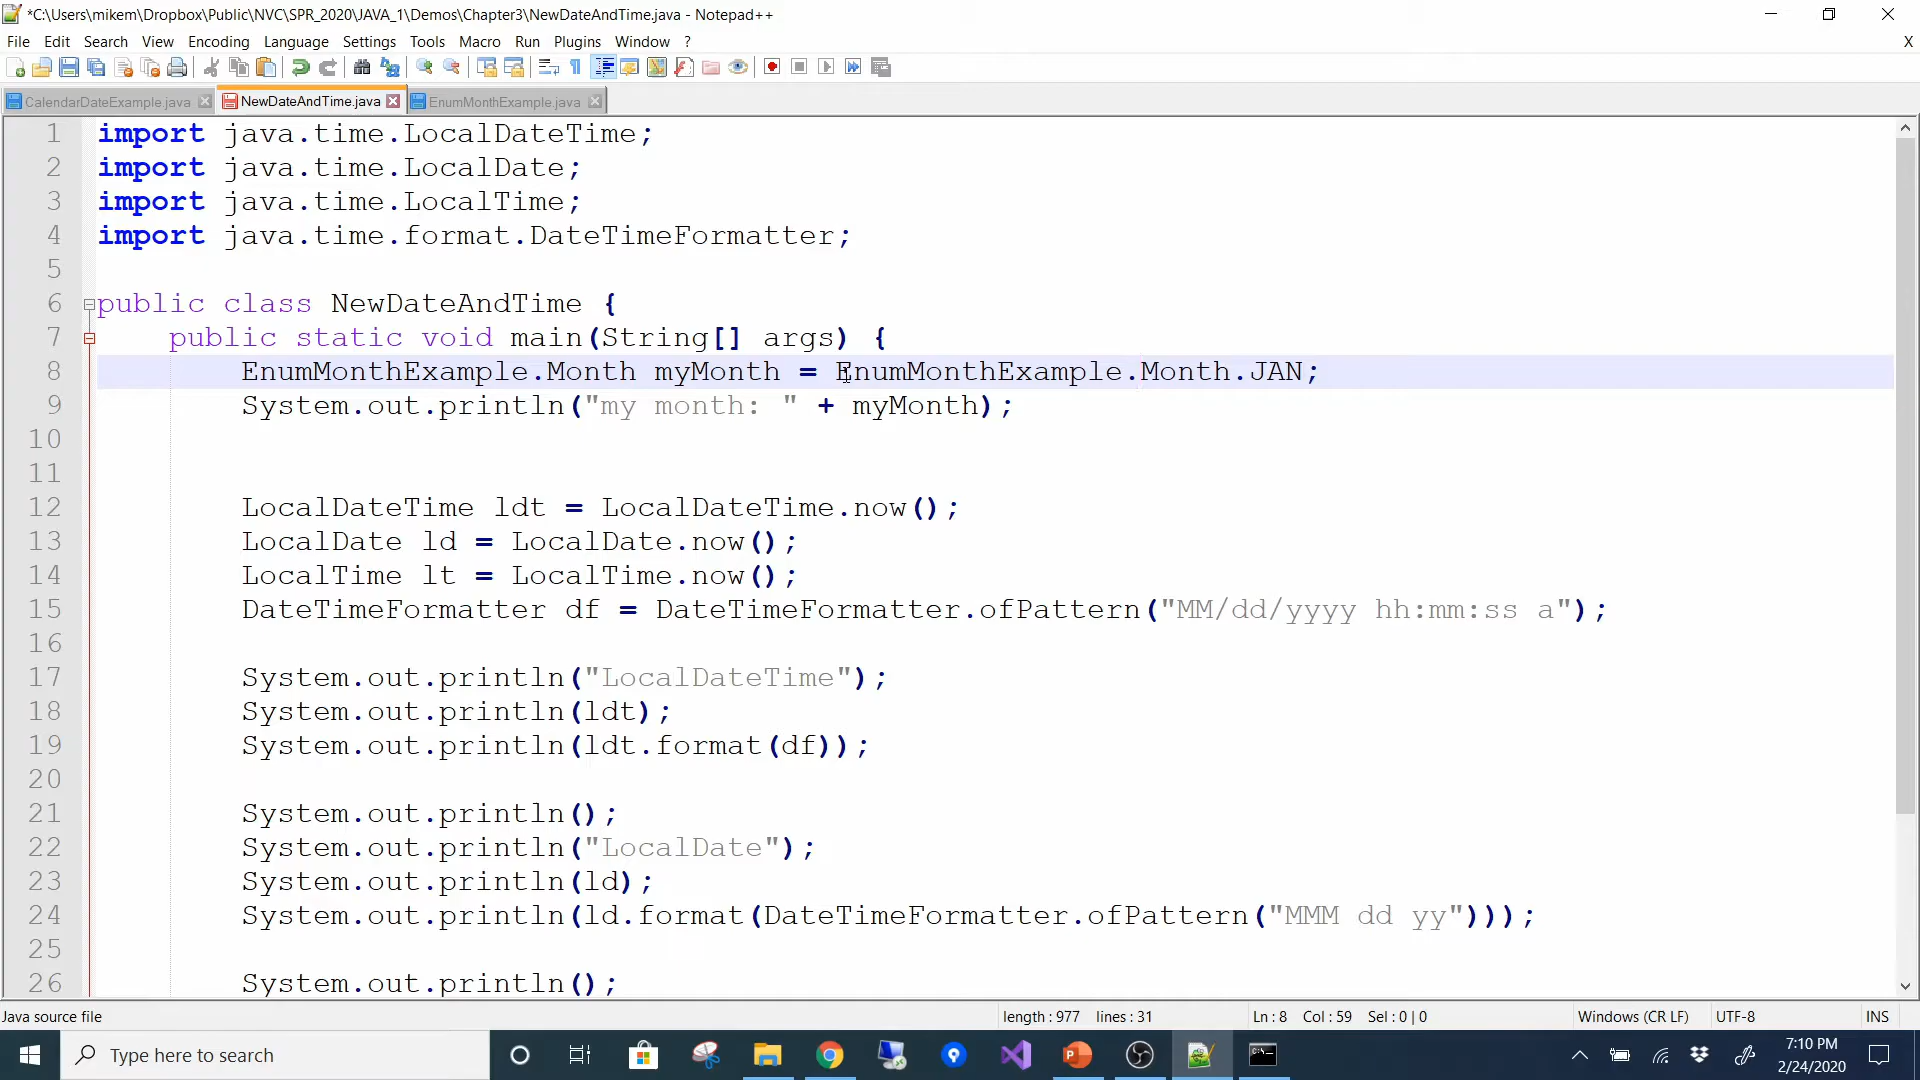 *C:\Users\mikem\Dropbox\Public\NVC\SPR_2020\JAVA_1\Demos\Chapter3\NewDateAndTime.java - Notepad++
File Edit Search View Encoding Language Settings Tools Macro Run Plugins Window ? X
CalendarDateExample.java NewDateAndTime.java EnumMonthExample.java
1 import java.time.LocalDateTime;
2 import java.time.LocalDate;
3 import java.time.LocalTime;
4 import java.time.format.DateTimeFormatter;
5
6 public class NewDateAndTime {
7 public static void main(String[] args) {
8 EnumMonthExample.Month myMonth = EnumMonthExample.Month.JAN;
9 System.out.println("my month: " + myMonth);
10
11
12 LocalDateTime ldt = LocalDateTime.now();
13 LocalDate ld = LocalDate.now();
14 LocalTime lt = LocalTime.now();
15 DateTimeFormatter df = DateTimeFormatter.ofPattern("MM/dd/yyyy hh:mm:ss a");
16
17 System.out.println("LocalDateTime");
18 System.out.println(ldt);
19 System.out.println(ldt.format(df));
20
21 System.out.println();
22 System.out.println("LocalDate");
23 System.out.println(ld);
24 System.out.println(ld.format(DateTimeFormatter.ofPattern("MMM dd yy")));
25
26 System.out.println();
Java source file length : 977 lines : 31 Ln : 8 Col : 59 Sel : 0 | 0 Windows (CR LF) UTF-8 INS
Type here to search
7:10 PM
2/24/2020